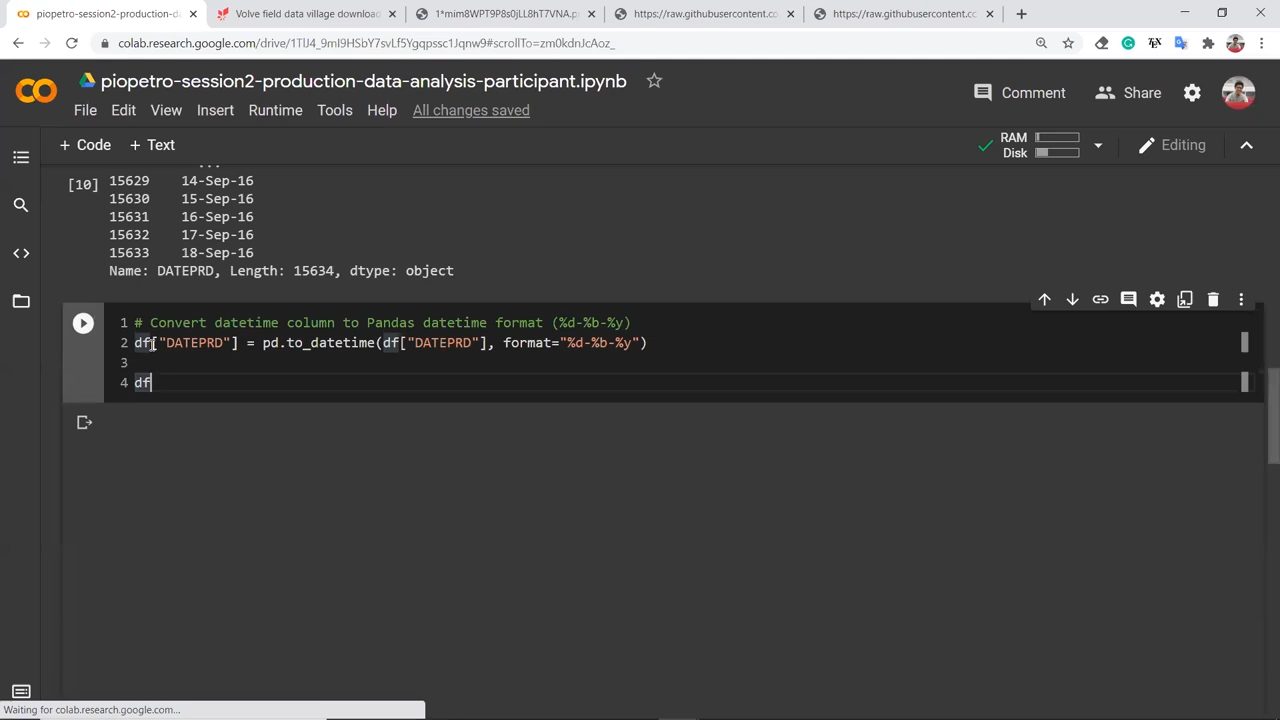 piopetro-session2-production-da
Volve field data village download
1*mim8WPT9P8s0jLL8hT7VNA.p
https://raw.githubusercontent.co
https://raw.githubusercontent.cc
colab.research.google.com/drive/1TlJ4_9mI9HSbY7svLf5Ygqpssc1Jqnw9#scrollTo=zm0kdnJcAoz_
piopetro-session2-production-data-analysis-participant.ipynb
Comment
Share
File Edit View Insert Runtime Tools Help All changes saved
+ Code + Text
RAM
Disk
Editing
[10]
15629 14-Sep-16
15630 15-Sep-16
15631 16-Sep-16
15632 17-Sep-16
15633 18-Sep-16
Name: DATEPRD, Length: 15634, dtype: object
1 # Convert datetime column to Pandas datetime format (%d-%b-%y)
2 df["DATEPRD"] = pd.to_datetime(df["DATEPRD"], format="%d-%b-%y")
3
4 df
Waiting for colab.research.google.com...